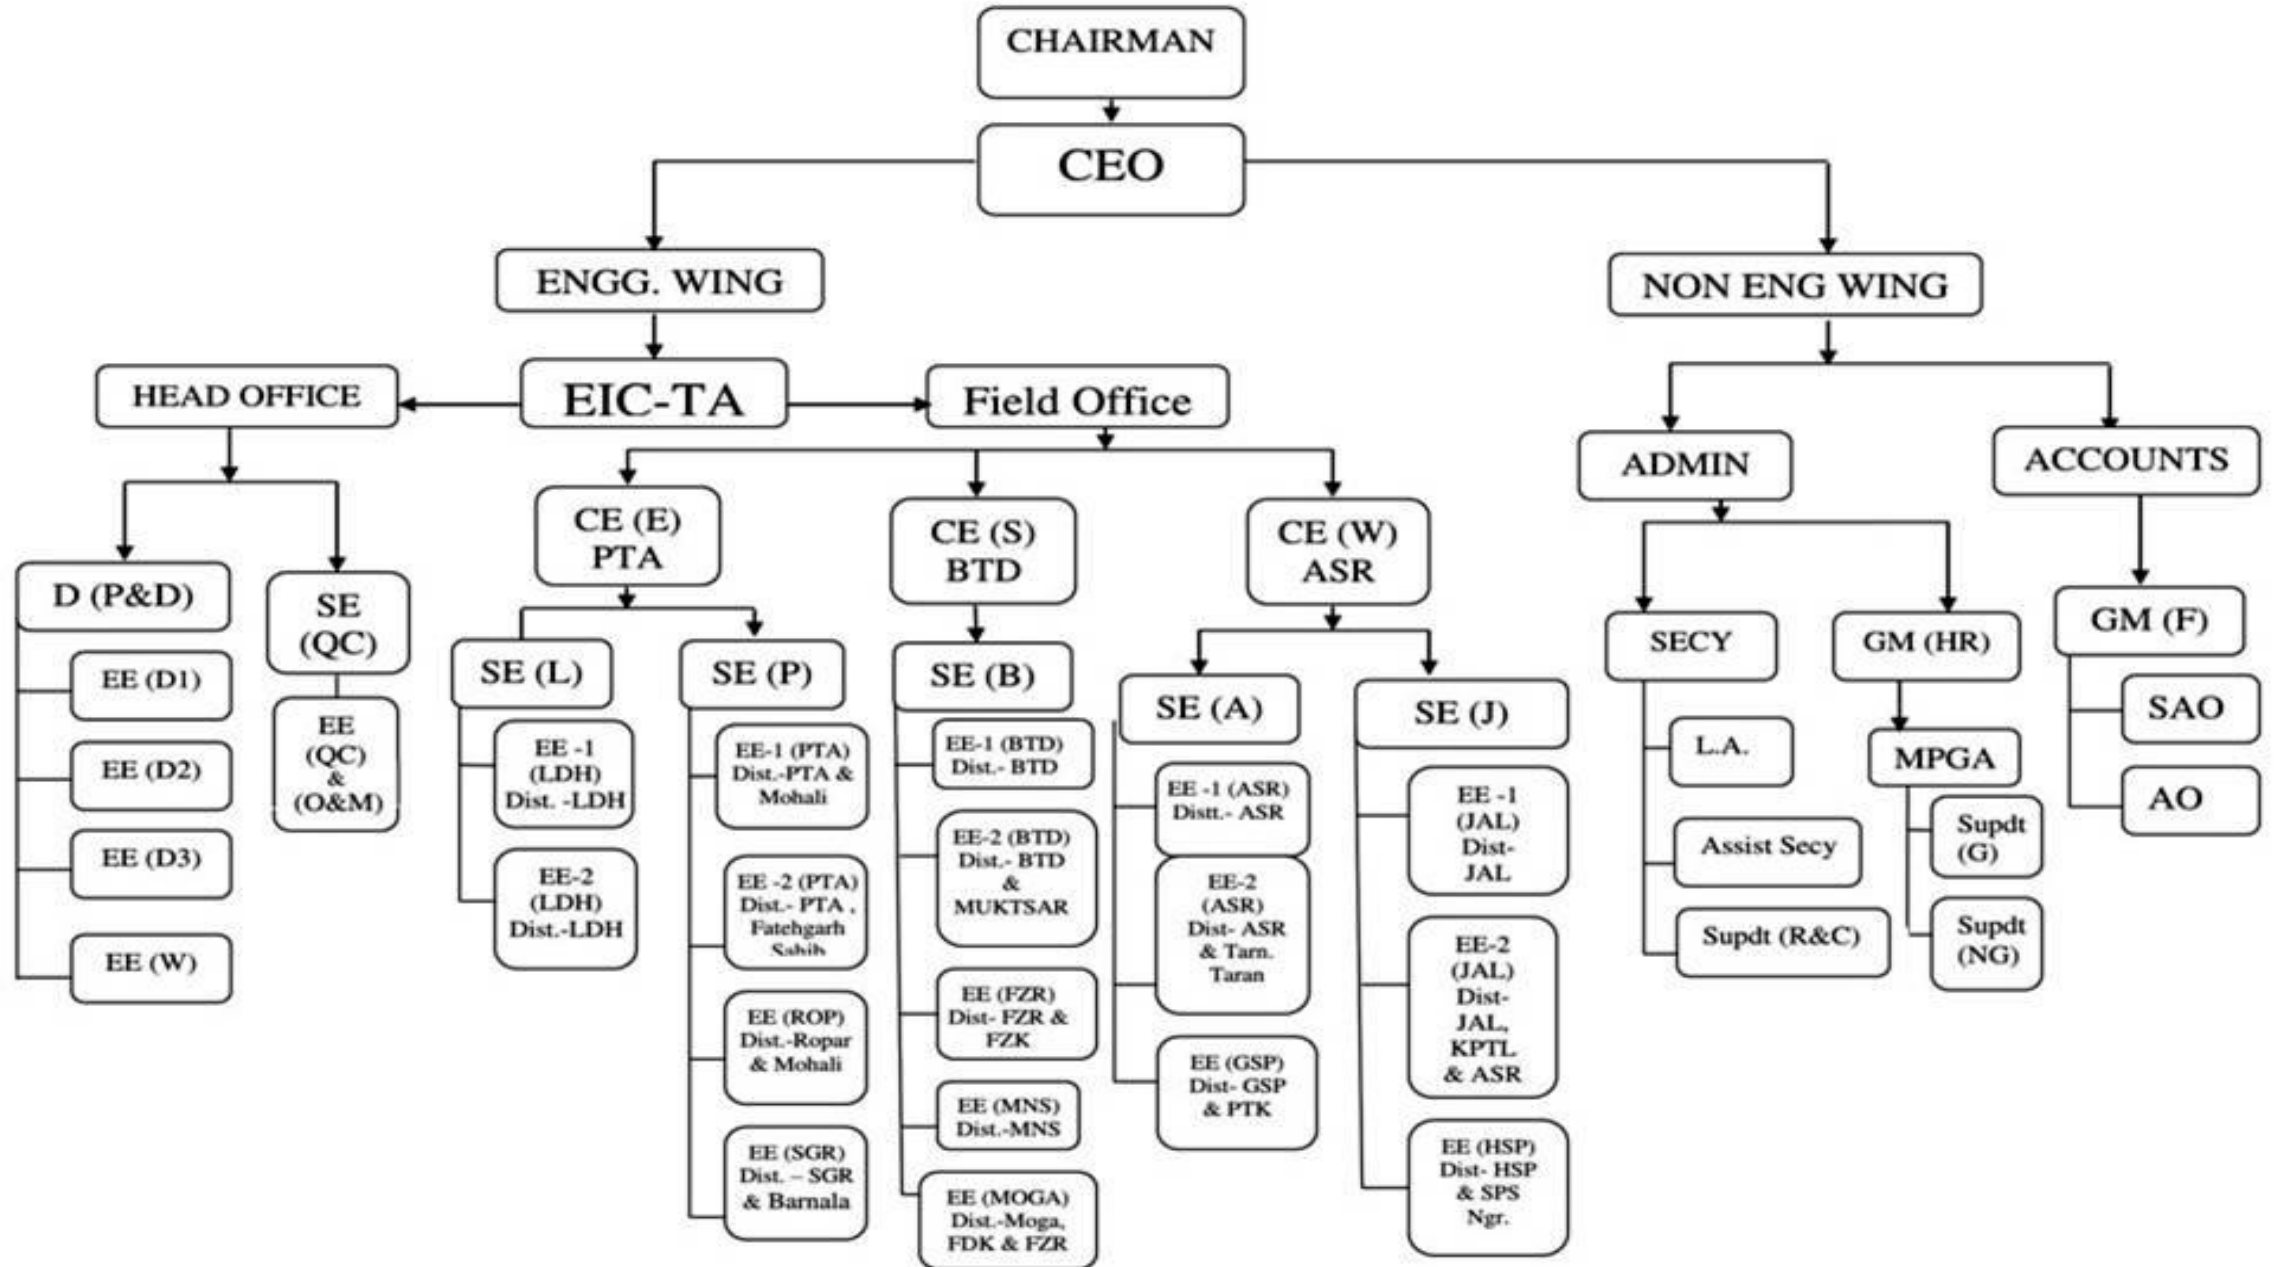 CHAIRMAN
CEO
ENGG. WING
NON ENG WING
HEAD OFFICE
EIC-TA
Field Office
ADMIN
ACCOUNTS
D (P&D)
EE (D1)
EE (D2)
EE (D3)
EE (W)
SE
(QC)
EE
(QC)
&
(O&M)
CE (E)
PTA
SE (L)
EE -1
(LDH)
Dist. -LDH
EE-2
(LDH)
Dist.-LDH
SE (P)
EE-1 (PTA)
Dist.-PTA &
Mohali
EE -2 (PTA)
Dist.- PTA ,
Fatehgarh
Sahib
EE (ROP)
Dist.-Ropar
& Mohali
EE (SGR)
Dist. – SGR
& Barnala
CE (S)
BTD
SE (B)
EE-1 (BTD)
Dist.- BTD
EE-2 (BTD)
Dist.- BTD
&
MUKTSAR
EE (FZR)
Dist- FZR &
FZK
EE (MNS)
Dist.-MNS
EE (MOGA)
Dist.-Moga,
FDK & FZR
CE (W)
ASR
SE (A)
EE -1 (ASR)
Distt.- ASR
EE-2
(ASR)
Dist- ASR
& Tarn.
Taran
EE (GSP)
Dist- GSP
& PTK
SE (J)
EE -1
(JAL)
Dist-
JAL
EE-2
(JAL)
Dist-
JAL,
KPTL
& ASR
EE (HSP)
Dist- HSP
& SPS
Ngr.
SECY
L.A.
Assist Secy
Supdt (R&C)
GM (HR)
MPGA
Supdt
(G)
Supdt
(NG)
GM (F)
SAO
AO